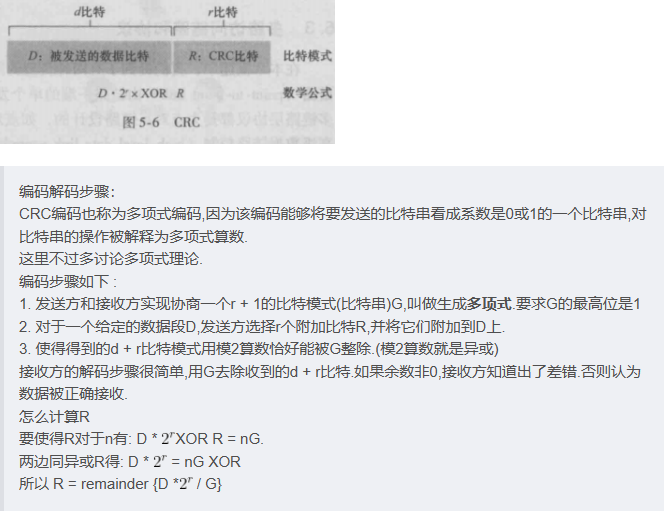 d比特 r比特
D：被发送的数据比特 R：CRC比特 比特模式
D·2ʳ×XOR R 数学公式
图 5-6 CRC
编码解码步骤：
CRC编码也称为多项式编码,因为该编码能够将要发送的比特串看成系数是0或1的一个比特串,对
比特串的操作被解释为多项式算数.
这里不过多讨论多项式理论.
编码步骤如下 :
1. 发送方和接收方实现协商一个r + 1的比特模式(比特串)G,叫做生成多项式.要求G的最高位是1
2. 对于一个给定的数据段D,发送方选择r个附加比特R,并将它们附加到D上.
3. 使得得到的d + r比特模式用模2算数恰好能被G整除.(模2算数就是异或)
接收方的解码步骤很简单,用G去除收到的d + r比特.如果余数非0,接收方知道出了差错.否则认为
数据被正确接收.
怎么计算R
要使得R对于n有: D * 2ʳXOR R = nG.
两边同异或R得: D * 2ʳ = nG XOR
所以 R = remainder {D *2ʳ / G}